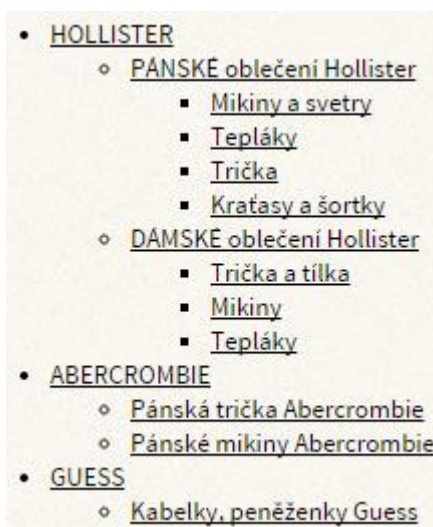 HOLLISTER
PÁNSKÉ oblečení Hollister
Mikiny a svetry
Tepláky
Trička
Kraťasy a šortky
DÁMSKÉ oblečení Hollister
Trička a tílka
Mikiny
Tepláky
ABERCROMBIE
Pánská trička Abercrombie
Pánské mikiny Abercrombie
GUESS
Kabelky, peněženky Guess